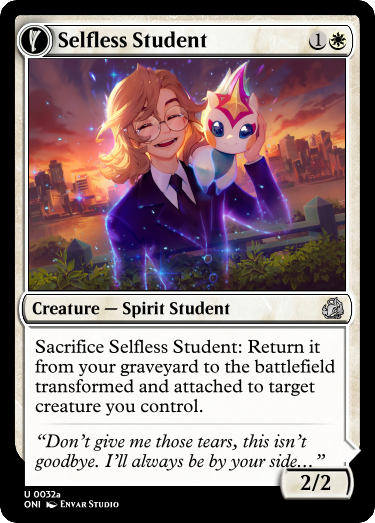 Selfless Student 1
Creature — Spirit Student
Sacrifice Selfless Student: Return it
from your graveyard to the battlefield
transformed and attached to target
creature you control.
“Don’t give me those tears, this isn’t
goodbye. I’ll always be by your side…”
2/2
U 0032a
ONI Envar Studio